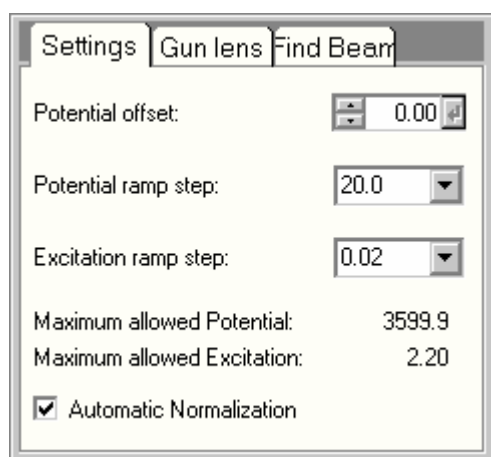 Settings Gun lens Find Beam
Potential offset: 0.00
Potential ramp step: 20.0
Excitation ramp step: 0.02
Maximum allowed Potential: 3599.9
Maximum allowed Excitation: 2.20
Automatic Normalization